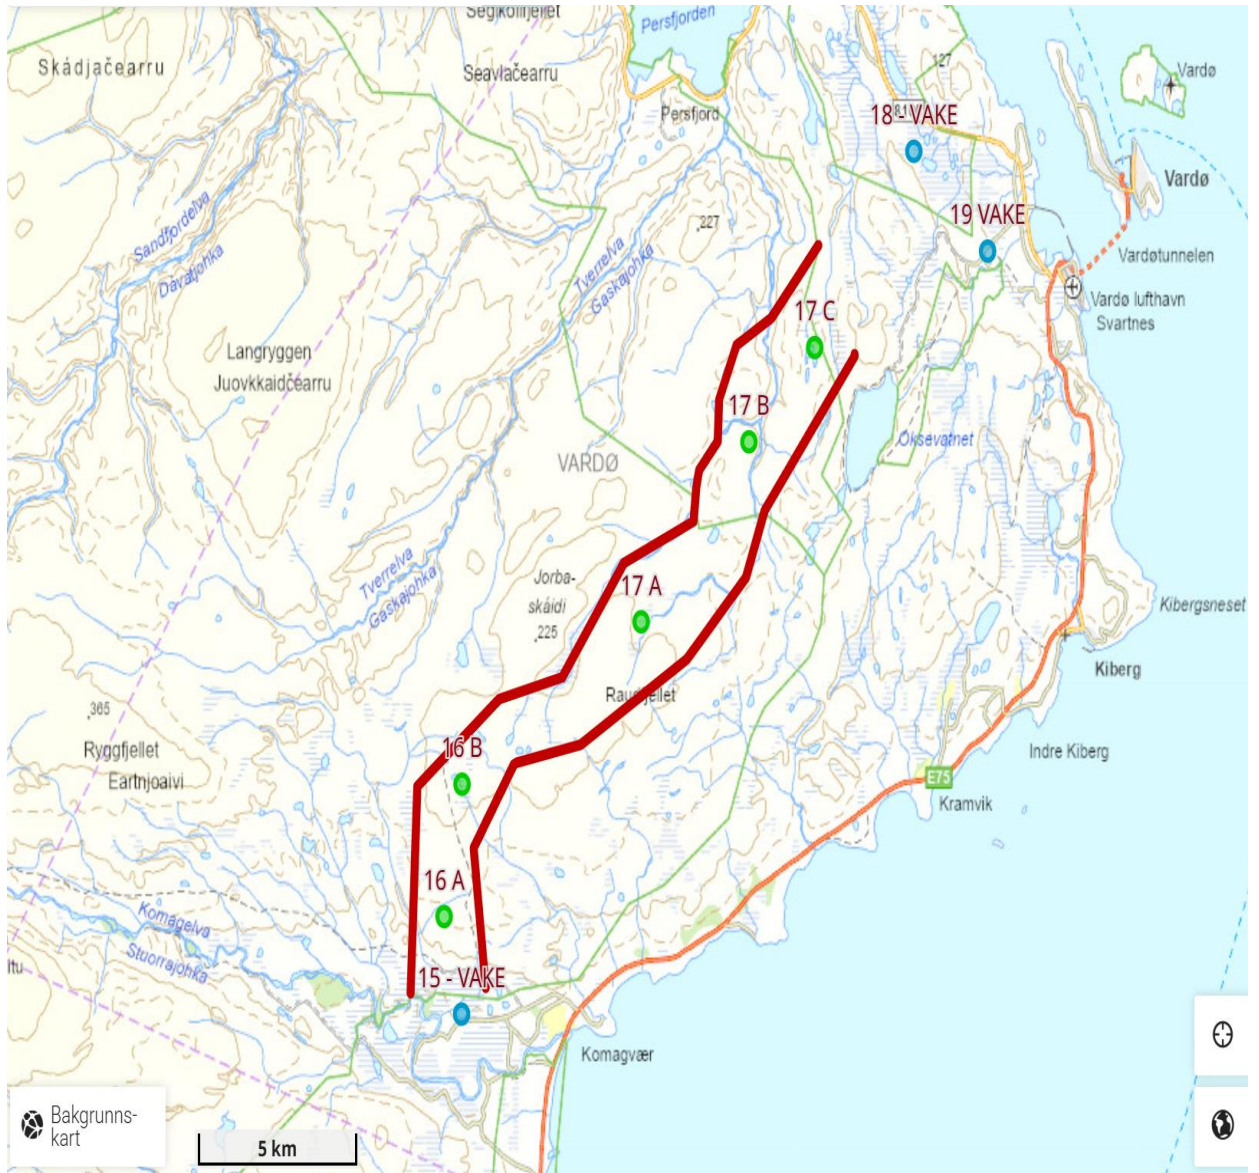 Segikollfjellet
Persfjorden
Skádjačearru
Seavlačearru
Vardø
127
Persfjord
18 - VAKE
Vardø
19 VAKE
227
Sandfjordelva
Dávatjohka
Tverrelva
Gaskajohka
Vardøtunnelen
Vardø lufthavn
Svartnes
17 C
Langryggen
Juovkkaidčearru
17 B
Oksevatnet
VARDØ
Jorba-
skáidi
225
Tverrelva
Gaskajohka
17 A
Kibergsneset
Kiberg
Raudfjellet
365
Ryggfjellet
Eartnjoaivi
16 B
Indre Kiberg
E75
Kramvik
16 A
Komagelva
Stuorrajohka
ltu
15 - VAKE
Komagvær
Bakgrunns-
kart
5 km